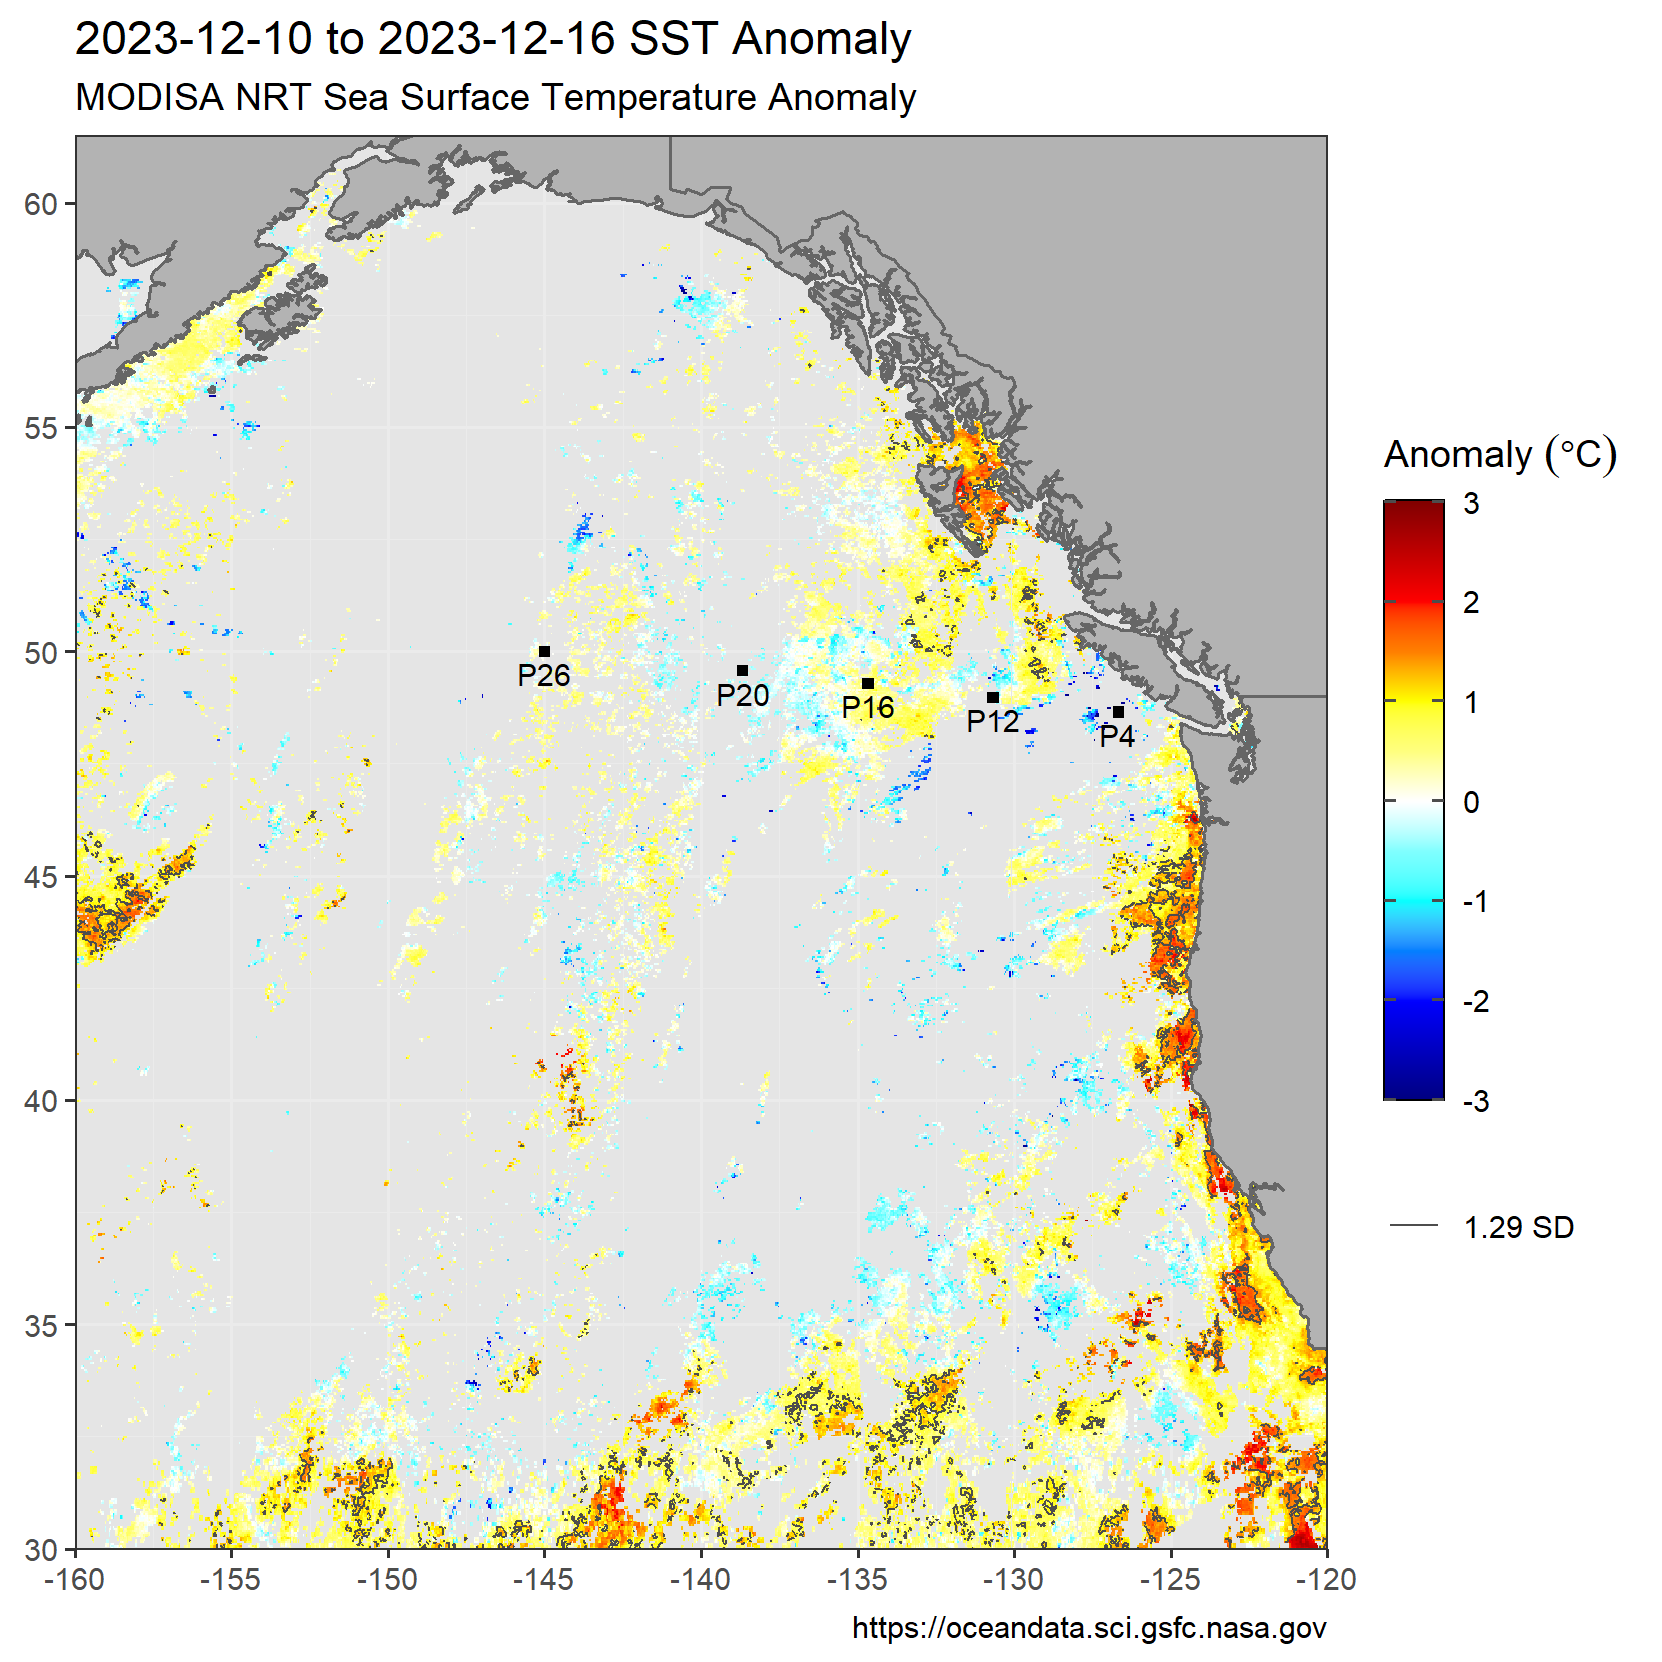 2023-12-10 to 2023-12-16 SST Anomaly
MODISA NRT Sea Surface Temperature Anomaly
60
55
50
45
40
35
30
-160
-155
-150
-145
-140
-135
-130
-125
-120
P26
P20
P16
P12
P4
Anomaly (°C)
3
2
1
0
-1
-2
-3
1.29 SD
https://oceandata.sci.gsfc.nasa.gov